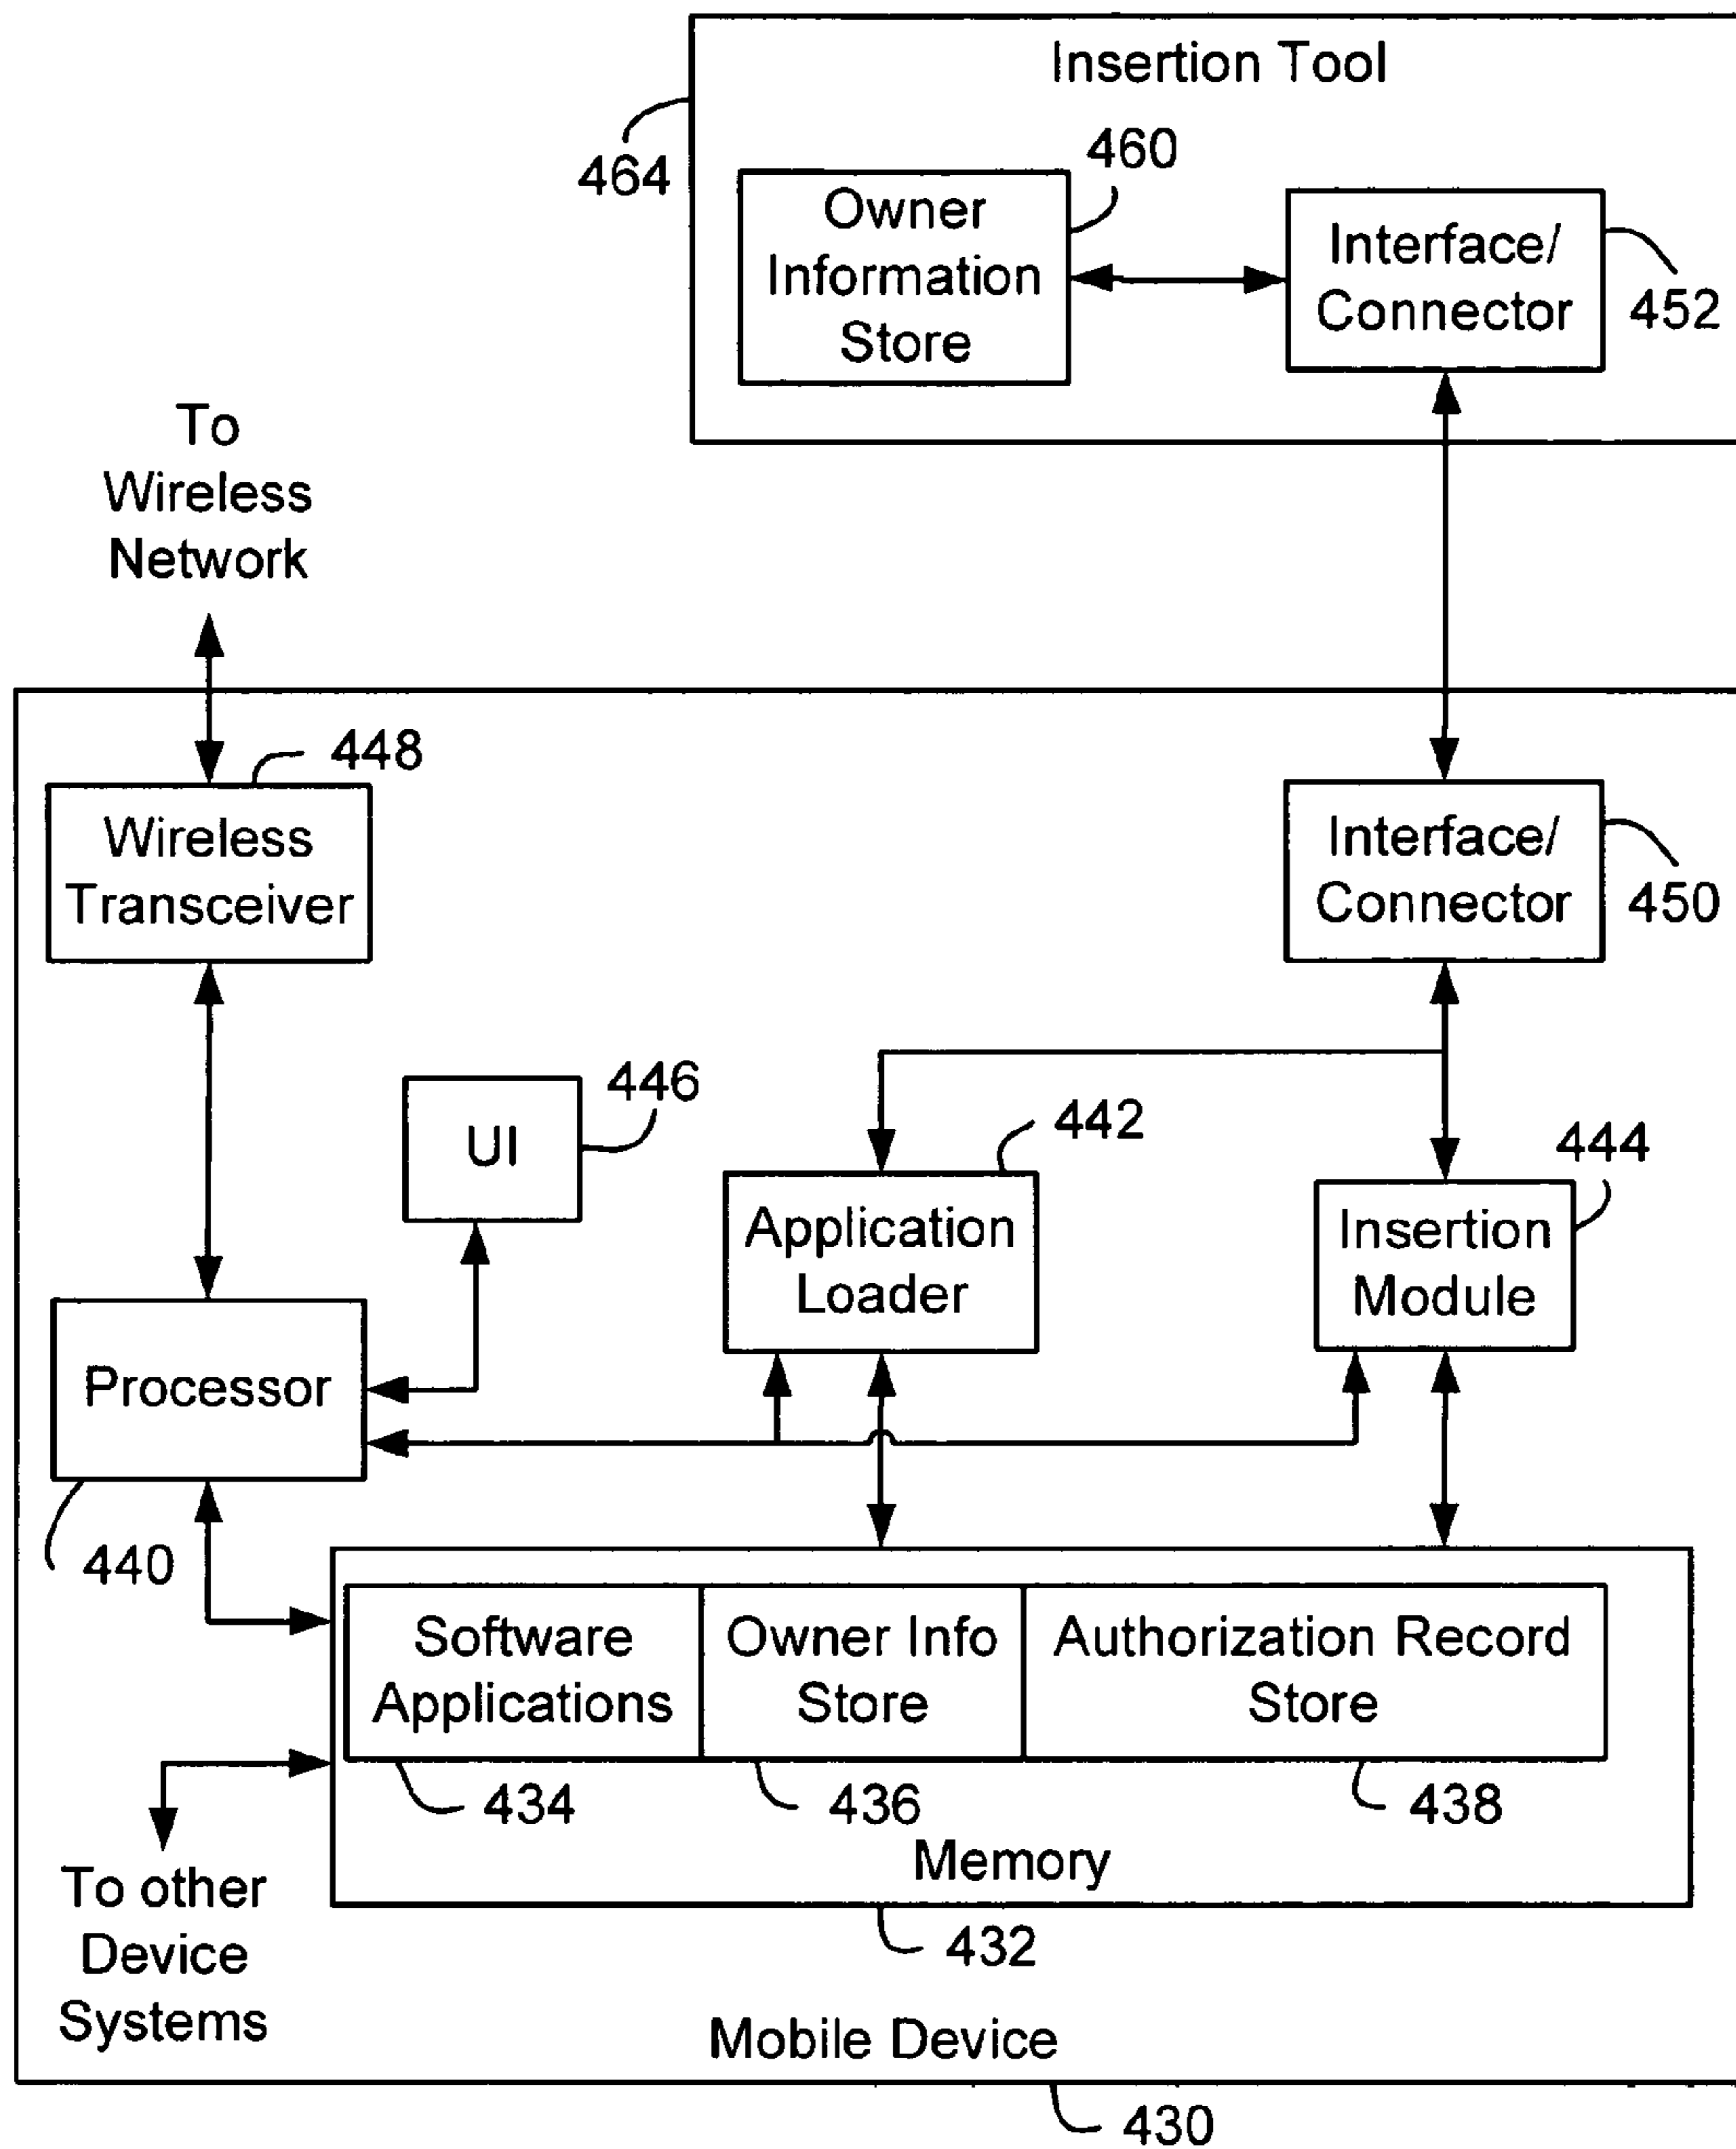 Insertion Tool
464
460
Owner
Information
Store
Interface/
Connector
452
To
Wireless
Network
448
Wireless
Transceiver
Interface/
Connector
450
UI
446
442
Application
Loader
444
Insertion
Module
Processor
440
Software
Applications
Owner Info
Store
Authorization Record
Store
434
436
438
Memory
432
To other
Device
Systems
Mobile Device
430